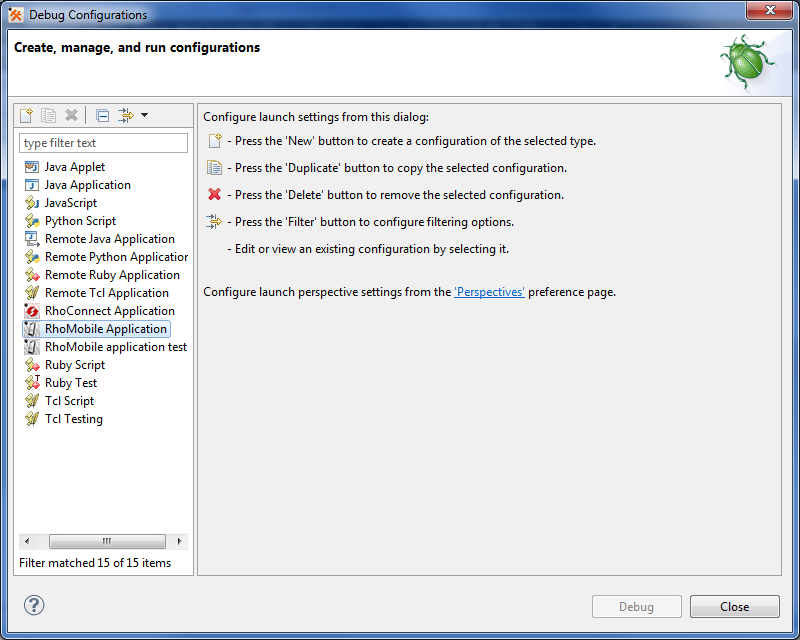 Debug Configurations
Create, manage, and run configurations
type filter text
Java Applet
Java Application
JavaScript
Python Script
Remote Java Application
Remote Python Application
Remote Ruby Application
Remote Tcl Application
RhoConnect Application
RhoMobile Application
RhoMobile application test
Ruby Script
Ruby Test
Tcl Script
Tcl Testing
Filter matched 15 of 15 items
Configure launch settings from this dialog:
- Press the 'New' button to create a configuration of the selected type.
- Press the 'Duplicate' button to copy the selected configuration.
- Press the 'Delete' button to remove the selected configuration.
- Press the 'Filter' button to configure filtering options.
- Edit or view an existing configuration by selecting it.
Configure launch perspective settings from the 'Perspectives' preference page.
?
Debug
Close